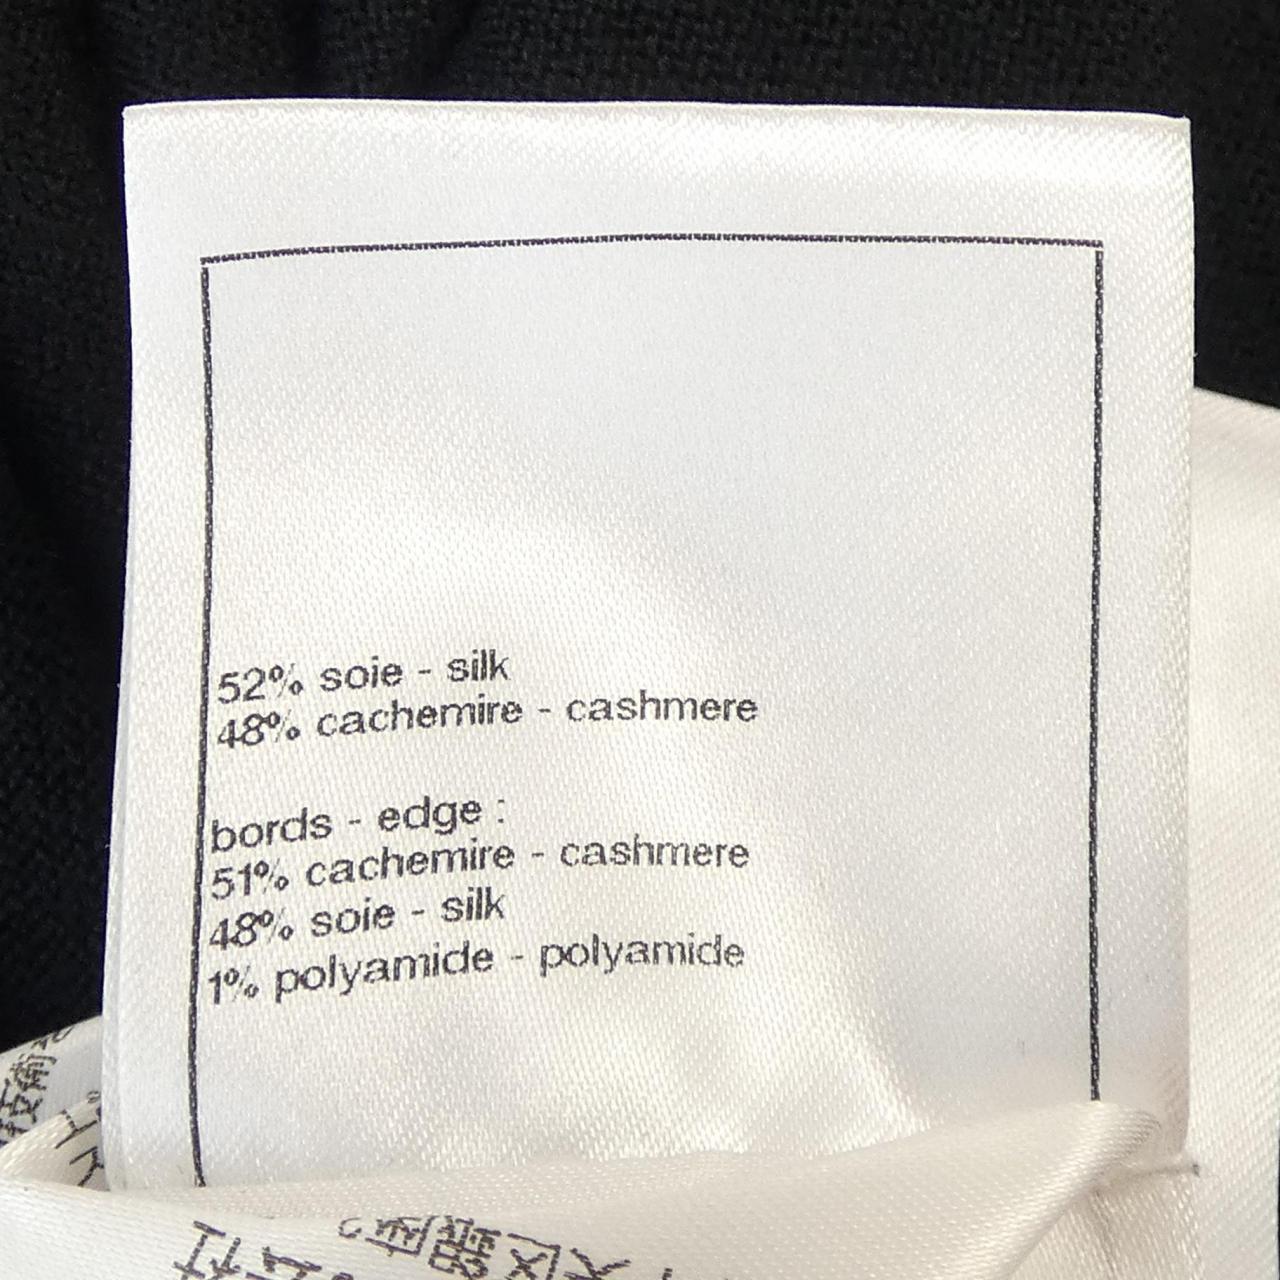 52% soie - silk
48% cachemire - cashmere
bords - edge :
51% cachemire - cashmere
48% soie - silk
1% polyamide - polyamide